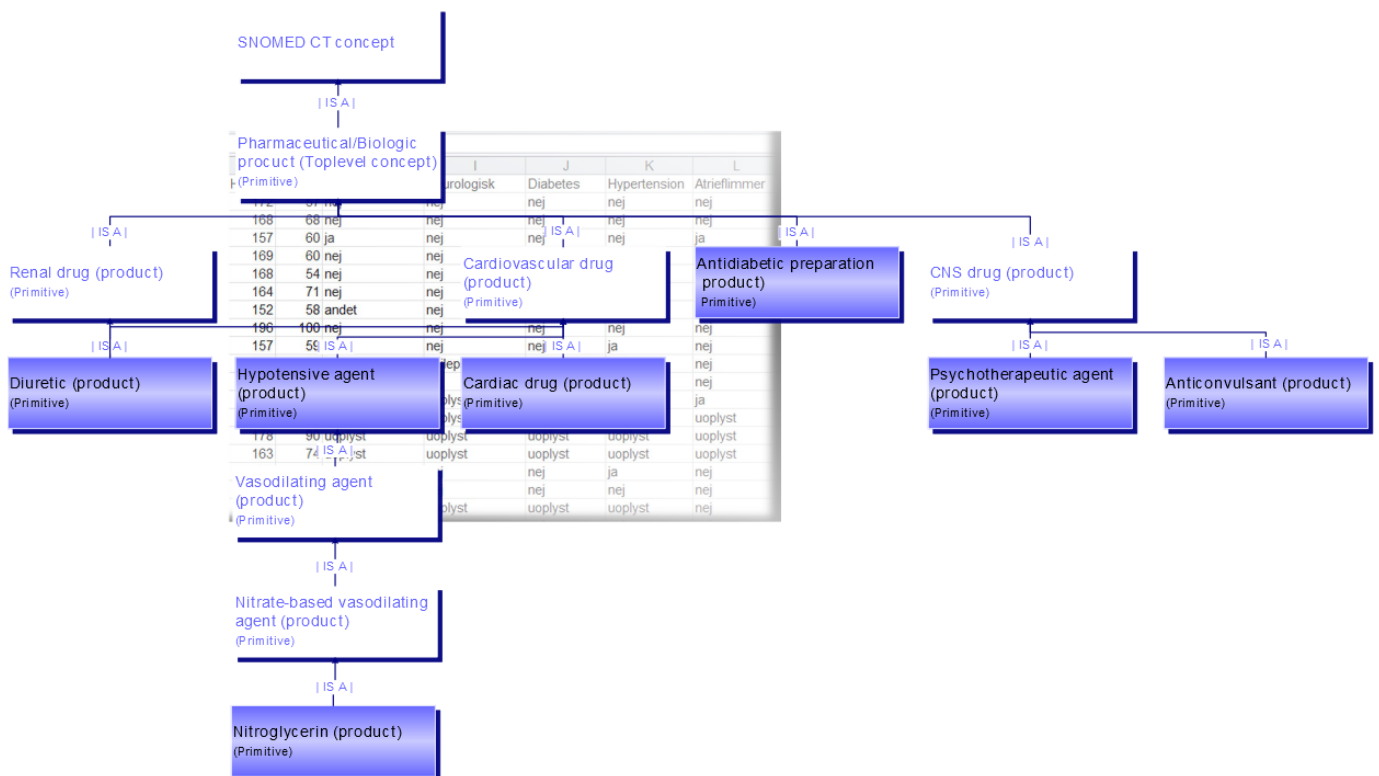 SNOMED CT concept
| IS A |
Pharmaceutical/Biologic
procuct (Toplevel concept)
(Primitive)
I J K L
Diabetes Hypertension Atrieflimmer
nej nej nej
168 68 nej nej nej nej nej
| IS A | | IS A | | IS A | | IS A |
157 60 ja nej nej nej ja
Renal drug (product)
(Primitive)
169 60 nej nej
168 54 nej nej
164 71 nej nej
152 58 andet nej
Cardiovascular drug
(product)
(Primitive)
Antidiabetic preparation
product)
Primitive)
CNS drug (product)
(Primitive)
196 100 nej nej nej nej nej
157 59 nej nej ja nej
| IS A | | IS A | | IS A | | IS A | | IS A |
nej
nej
ja
Diuretic (product)
(Primitive)
Hypotensive agent
(product)
(Primitive)
Cardiac drug (product)
(Primitive)
Psychotherapeutic agent
(product)
(Primitive)
Anticonvulsant (product)
(Primitive)
uoplyst
178 90 uoplyst uoplyst uoplyst uoplyst uoplyst
| IS A |
163 uoplyst uoplyst uoplyst uoplyst
nej ja nej
nej nej nej
uoplyst uoplyst nej
Vasodilating agent
(product)
(Primitive)
| IS A |
Nitrate-based vasodilating
agent (product)
(Primitive)
| IS A |
Nitroglycerin (product)
(Primitive)